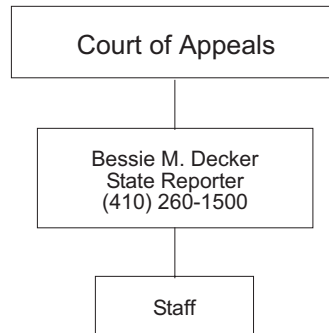 Court of Appeals
Bessie M. Decker
State Reporter
(410) 260-1500
Staff